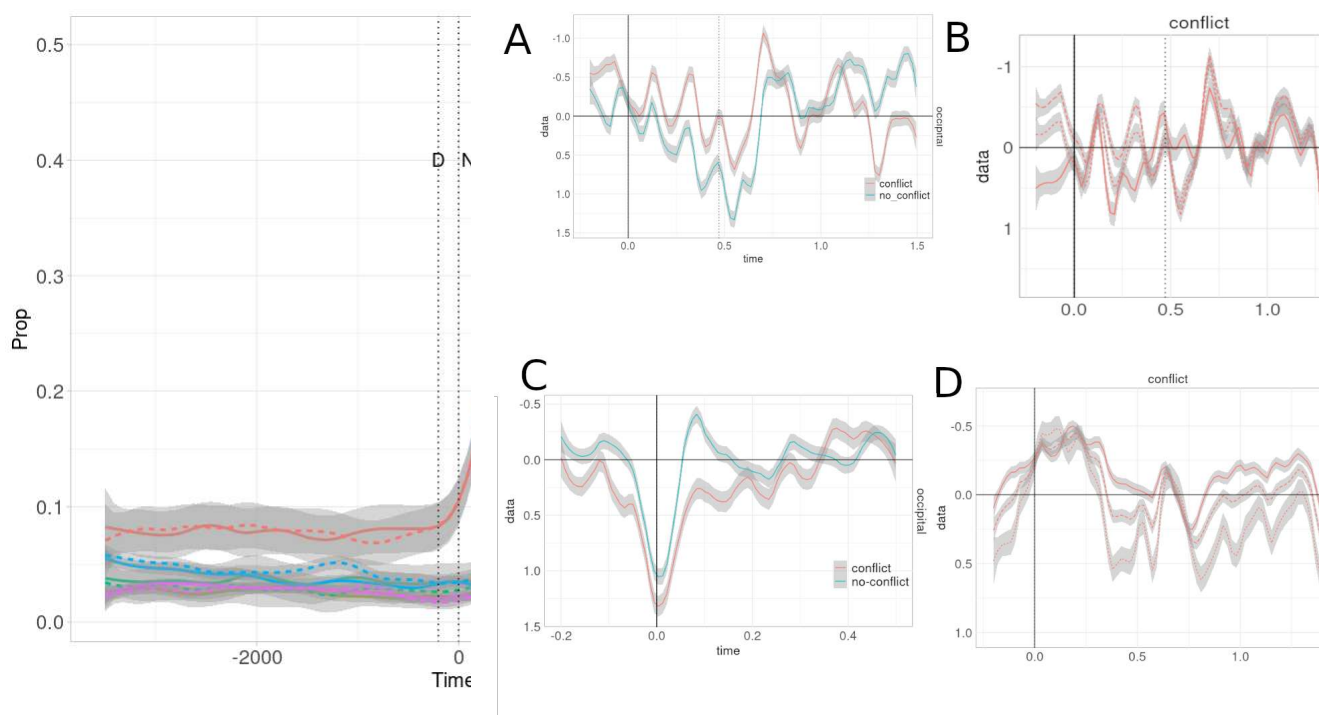 0.5
0.4
0.3
0.2
0.1
0.0
Prop
D
N
-2000
0
Time
A
-1.0
-0.5
0.0
0.5
1.0
1.5
data
occipital
conflict
no_conflict
0.0
0.5
1.0
1.5
time
B
conflict
-1
0
1
data
0.0
0.5
1.0
C
-0.5
0.0
0.5
1.0
1.5
data
occipital
conflict
no-conflict
-0.2
0.0
0.2
0.4
time
D
conflict
-0.5
0.0
0.5
1.0
data
0.0
0.5
1.0